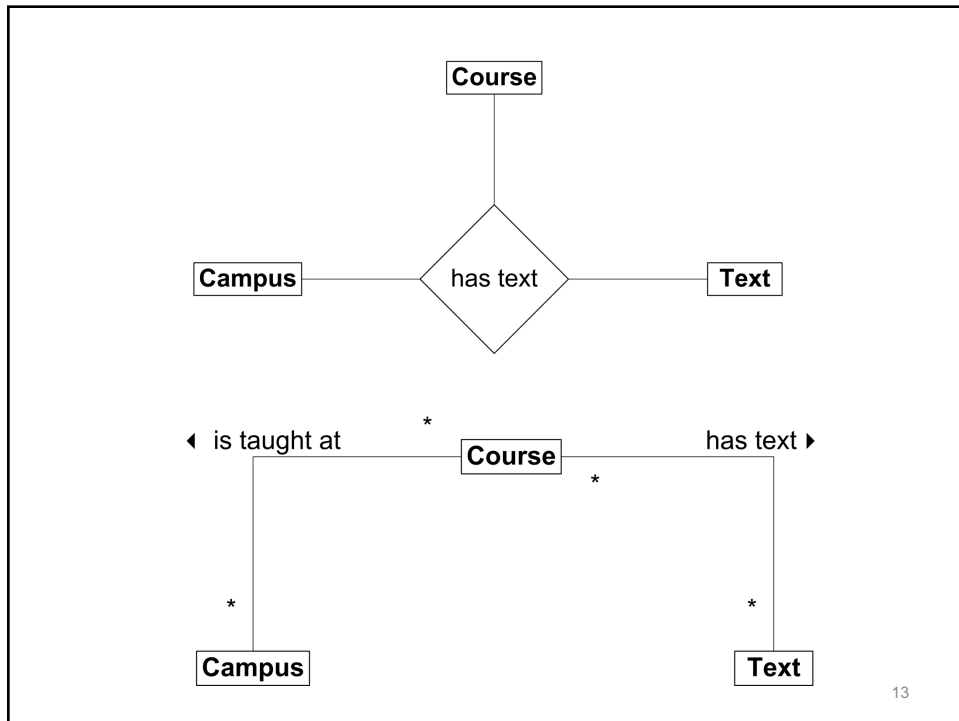 Course
Campus
has text
Text
*
◂ is taught at
has text ▸
Course
*
*
*
Campus
Text
13